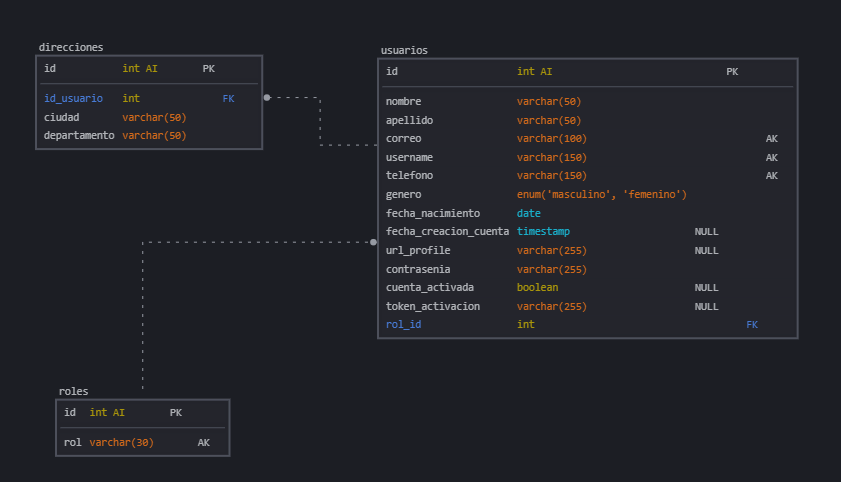 direcciones
id int AI PK
id_usuario int FK
ciudad varchar(50)
departamento varchar(50)
usuarios
id int AI PK
nombre varchar(50)
apellido varchar(50)
correo varchar(100) AK
username varchar(150) AK
telefono varchar(150) AK
genero enum('masculino', 'femenino')
fecha_nacimiento date
fecha_creacion_cuenta timestamp NULL
url_profile varchar(255) NULL
contrasenia varchar(255)
cuenta_activada boolean NULL
token_activacion varchar(255) NULL
rol_id int FK
roles
id int AI PK
rol varchar(30) AK